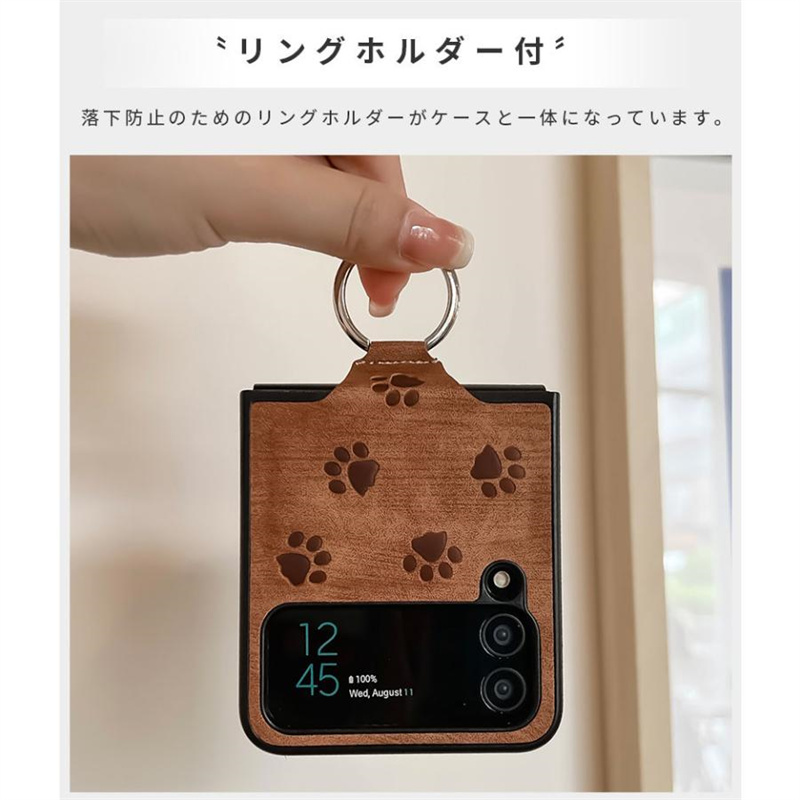 〝リングホルダー付〞
落下防止のためのリングホルダーがケースと一体になっています。
12
45
100%
Wed, August 11